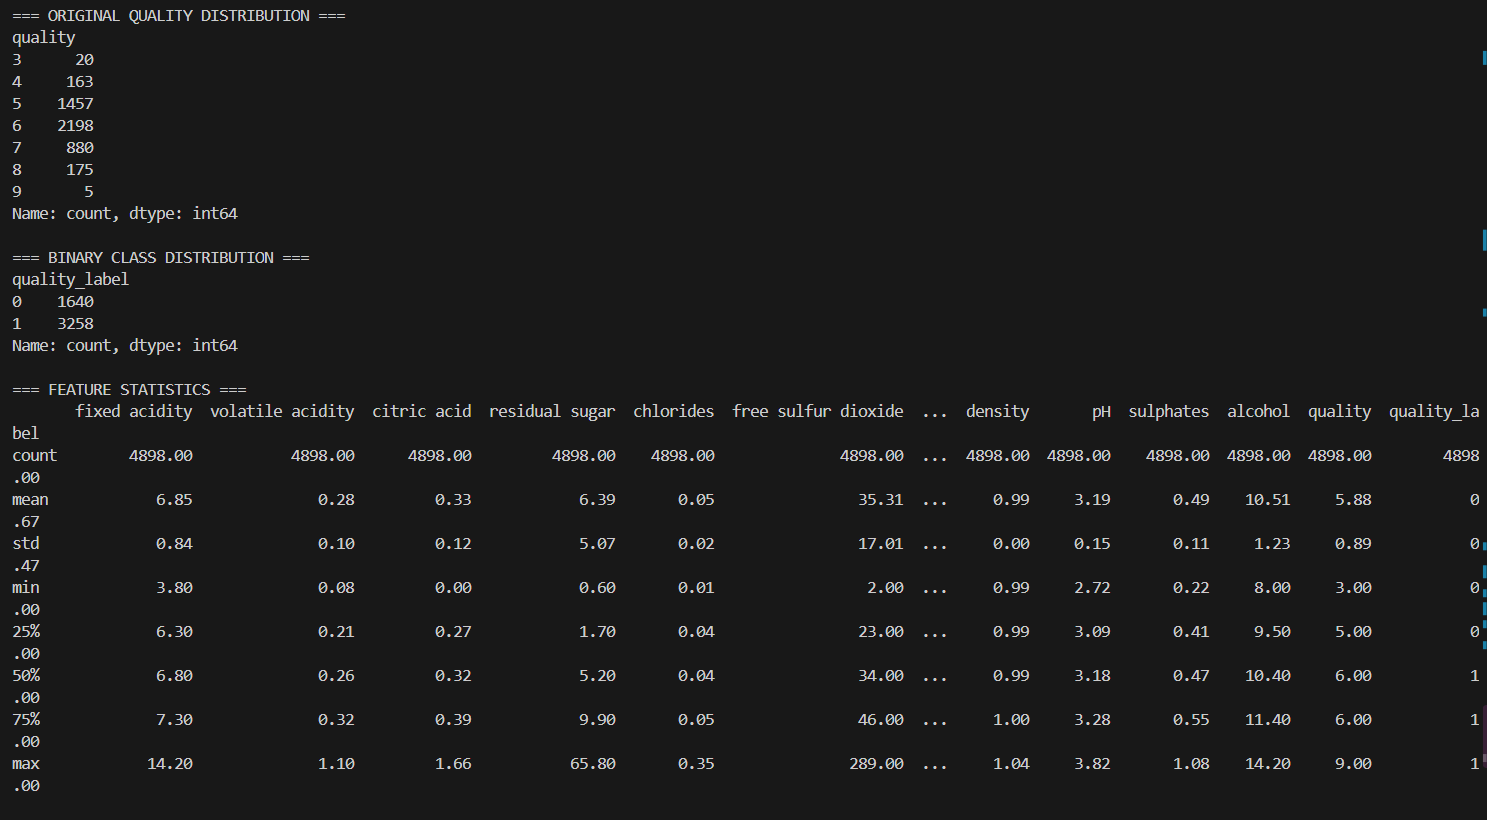 === ORIGINAL QUALITY DISTRIBUTION ===
quality
3      20
4     163
5    1457
6    2198
7     880
8     175
9       5
Name: count, dtype: int64

=== BINARY CLASS DISTRIBUTION ===
quality_label
0    1640
1    3258
Name: count, dtype: int64

=== FEATURE STATISTICS ===
       fixed acidity  volatile acidity  citric acid  residual sugar  chlorides  free sulfur dioxide  ...  density       pH  sulphates  alcohol  quality  quality_la
bel
count        4898.00           4898.00      4898.00         4898.00    4898.00              4898.00  ...  4898.00  4898.00    4898.00  4898.00  4898.00        4898
.00
mean            6.85              0.28         0.33            6.39       0.05                35.31  ...     0.99     3.19       0.49    10.51     5.88           0
.67
std             0.84              0.10         0.12            5.07       0.02                17.01  ...     0.00     0.15       0.11     1.23     0.89           0
.47
min             3.80              0.08         0.00            0.60       0.01                 2.00  ...     0.99     2.72       0.22     8.00     3.00           0
.00
25%             6.30              0.21         0.27            1.70       0.04                23.00  ...     0.99     3.09       0.41     9.50     5.00           0
.00
50%             6.80              0.26         0.32            5.20       0.04                34.00  ...     0.99     3.18       0.47    10.40     6.00           1
.00
75%             7.30              0.32         0.39            9.90       0.05                46.00  ...     1.00     3.28       0.55    11.40     6.00           1
.00
max            14.20              1.10         1.66           65.80       0.35               289.00  ...     1.04     3.82       1.08    14.20     9.00           1
.00